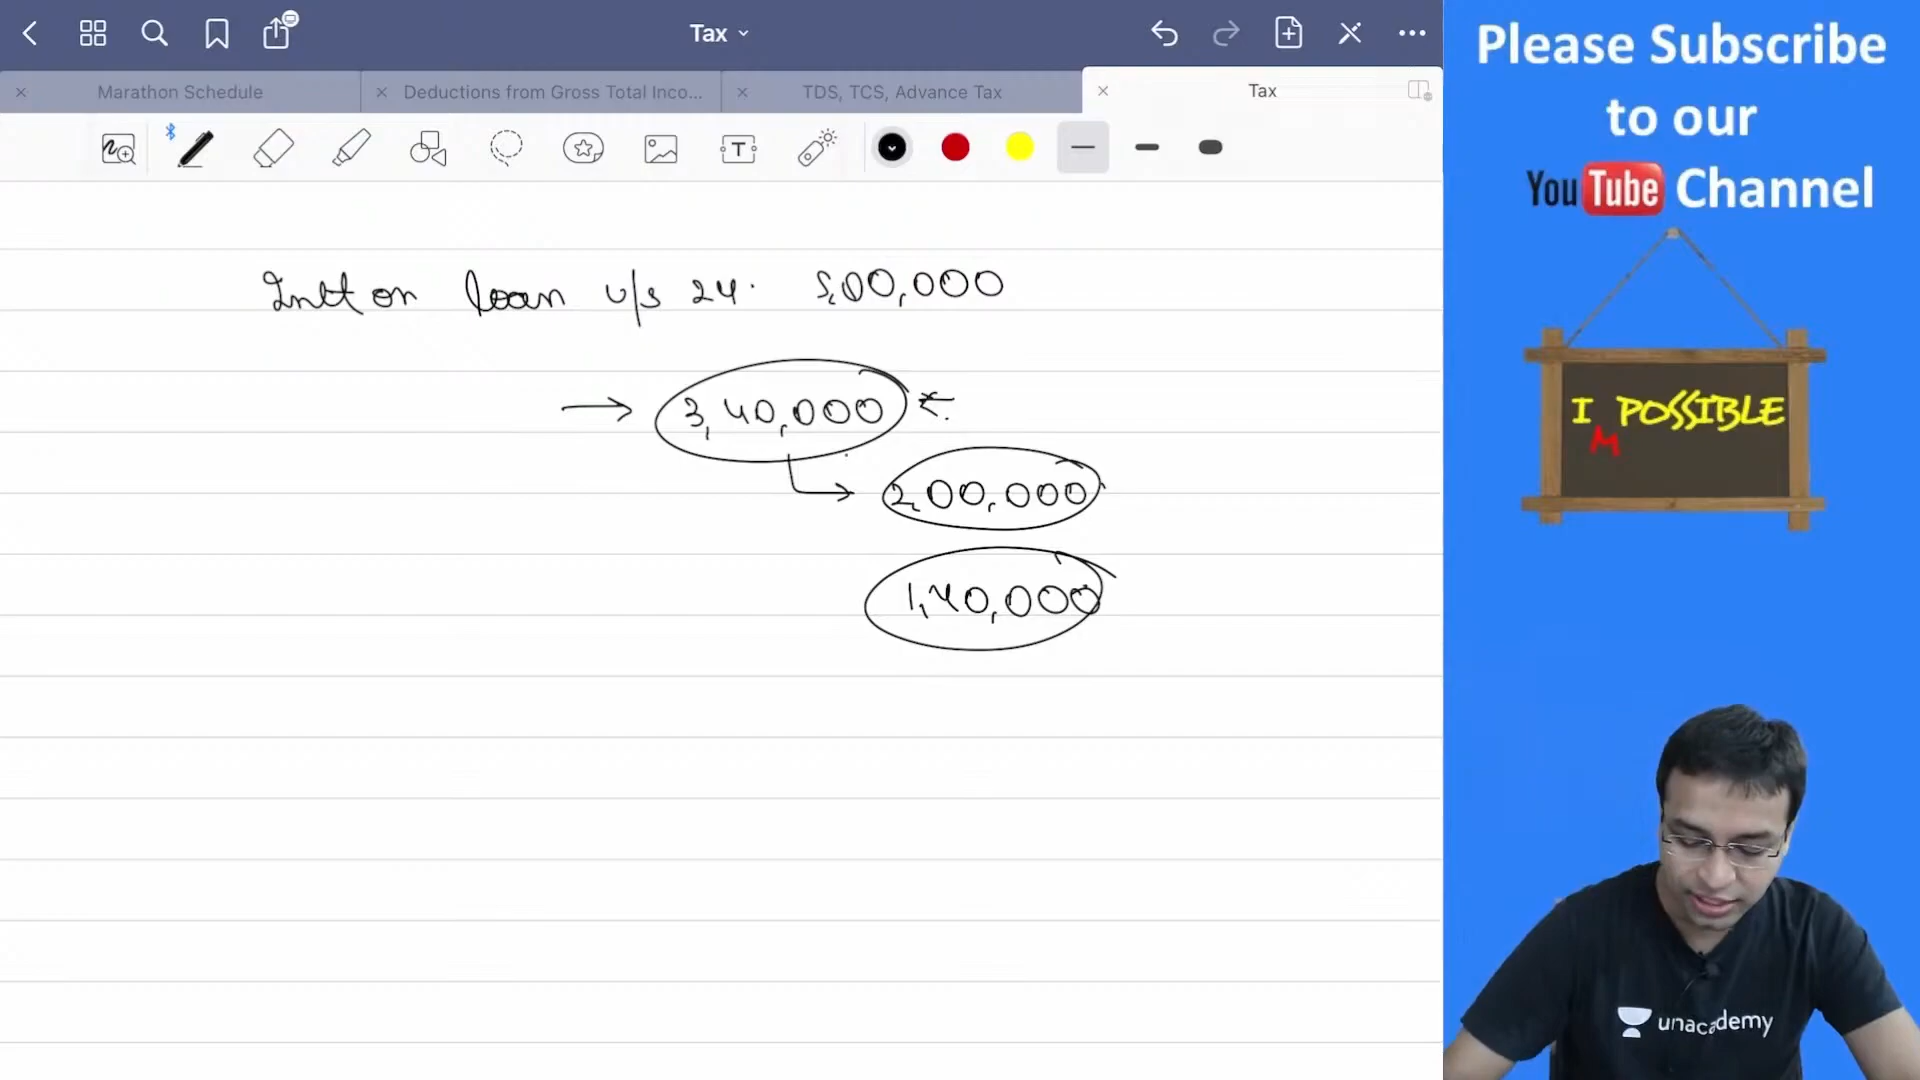 Tax
Marathon Schedule
Deductions from Gross Total Inco...
TDS, TCS, Advance Tax
Tax
T
Intt on loan u/s 24. 2,00,000
→ 3,40,000 ←
2,00,000
1,40,000
Please Subscribe
to our
YouTube Channel
I POSSIBLE
M
unacademy